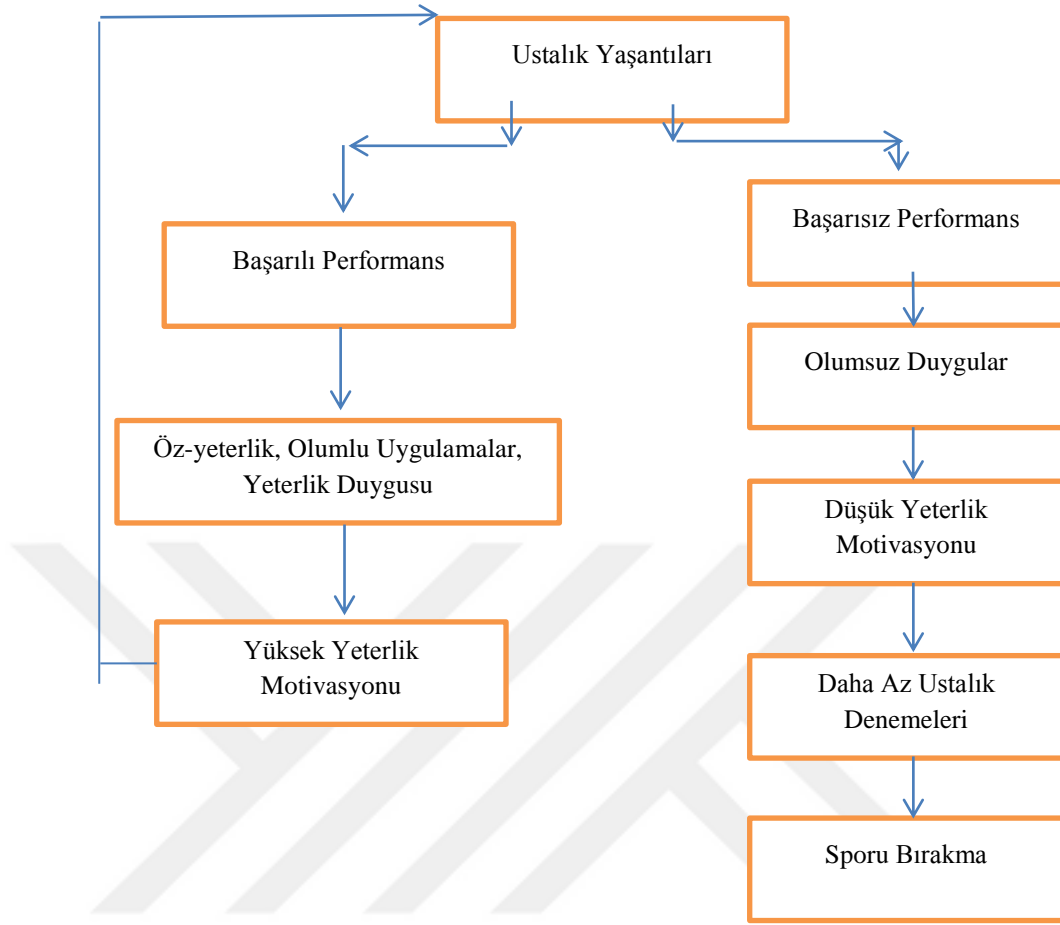 Ustalık Yaşantıları
Başarılı Performans
Öz-yeterlik, Olumlu Uygulamalar,
Yeterlik Duygusu
Yüksek Yeterlik
Motivasyonu
Başarısız Performans
Olumsuz Duygular
Düşük Yeterlik
Motivasyonu
Daha Az Ustalık
Denemeleri
Sporu Bırakma